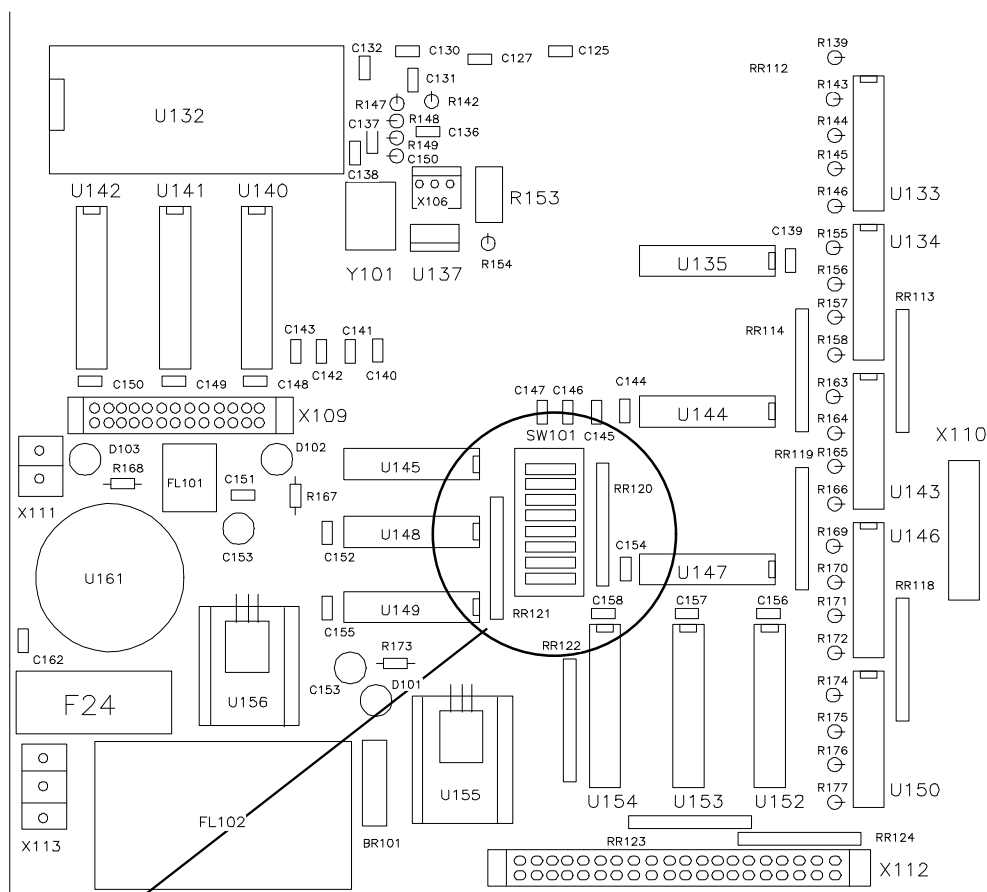 C132
C130
C127
C125
R139
RR112
C131
R143
R147
R142
U132
R148
C137
C136
R144
R149
C150
R145
C138
U142
U141
U140
X106
R153
R146
U133
Y101
U137
R154
C139
R155
U134
U135
R156
R157
RR113
RR114
R158
C143
C141
C142
C140
C150
C149
C148
X109
C147
C146
C144
R163
U144
R164
SW101
C145
X110
D103
D102
R168
FL101
C151
R167
U145
RR120
RR119
R165
R166
U143
X111
C153
C152
U148
C154
R169
U146
U161
U147
R170
RR118
U149
RR121
C158
C157
C156
R171
C155
R173
RR122
R172
C162
C153
D101
U156
F24
R174
R175
R176
R177
U155
U154
U153
U152
U150
X113
FL102
BR101
RR123
RR124
X112